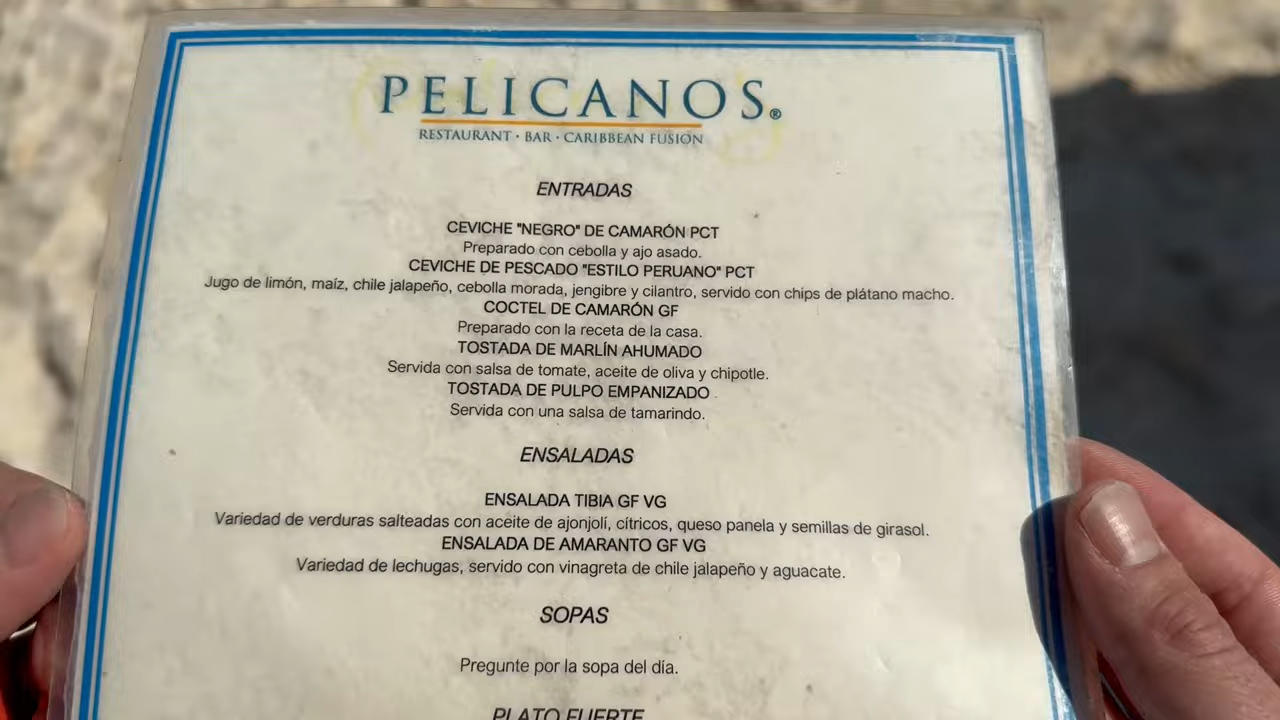 PELICANOS®
RESTAURANT · BAR · CARIBBEAN FUSION
ENTRADAS
CEVICHE "NEGRO" DE CAMARÓN PCT
Preparado con cebolla y ajo asado.
CEVICHE DE PESCADO "ESTILO PERUANO" PCT
Jugo de limón, maíz, chile jalapeño, cebolla morada, jengibre y cilantro, servido con chips de plátano macho.
COCTEL DE CAMARÓN GF
Preparado con la receta de la casa.
TOSTADA DE MARLÍN AHUMADO
Servida con salsa de tomate, aceite de oliva y chipotle.
TOSTADA DE PULPO EMPANIZADO
Servida con una salsa de tamarindo.
ENSALADAS
ENSALADA TIBIA GF VG
Variedad de verduras salteadas con aceite de ajonjolí, cítricos, queso panela y semillas de girasol.
ENSALADA DE AMARANTO GF VG
Variedad de lechugas, servido con vinagreta de chile jalapeño y aguacate.
SOPAS
Pregunte por la sopa del día.
PLATO FUERTE